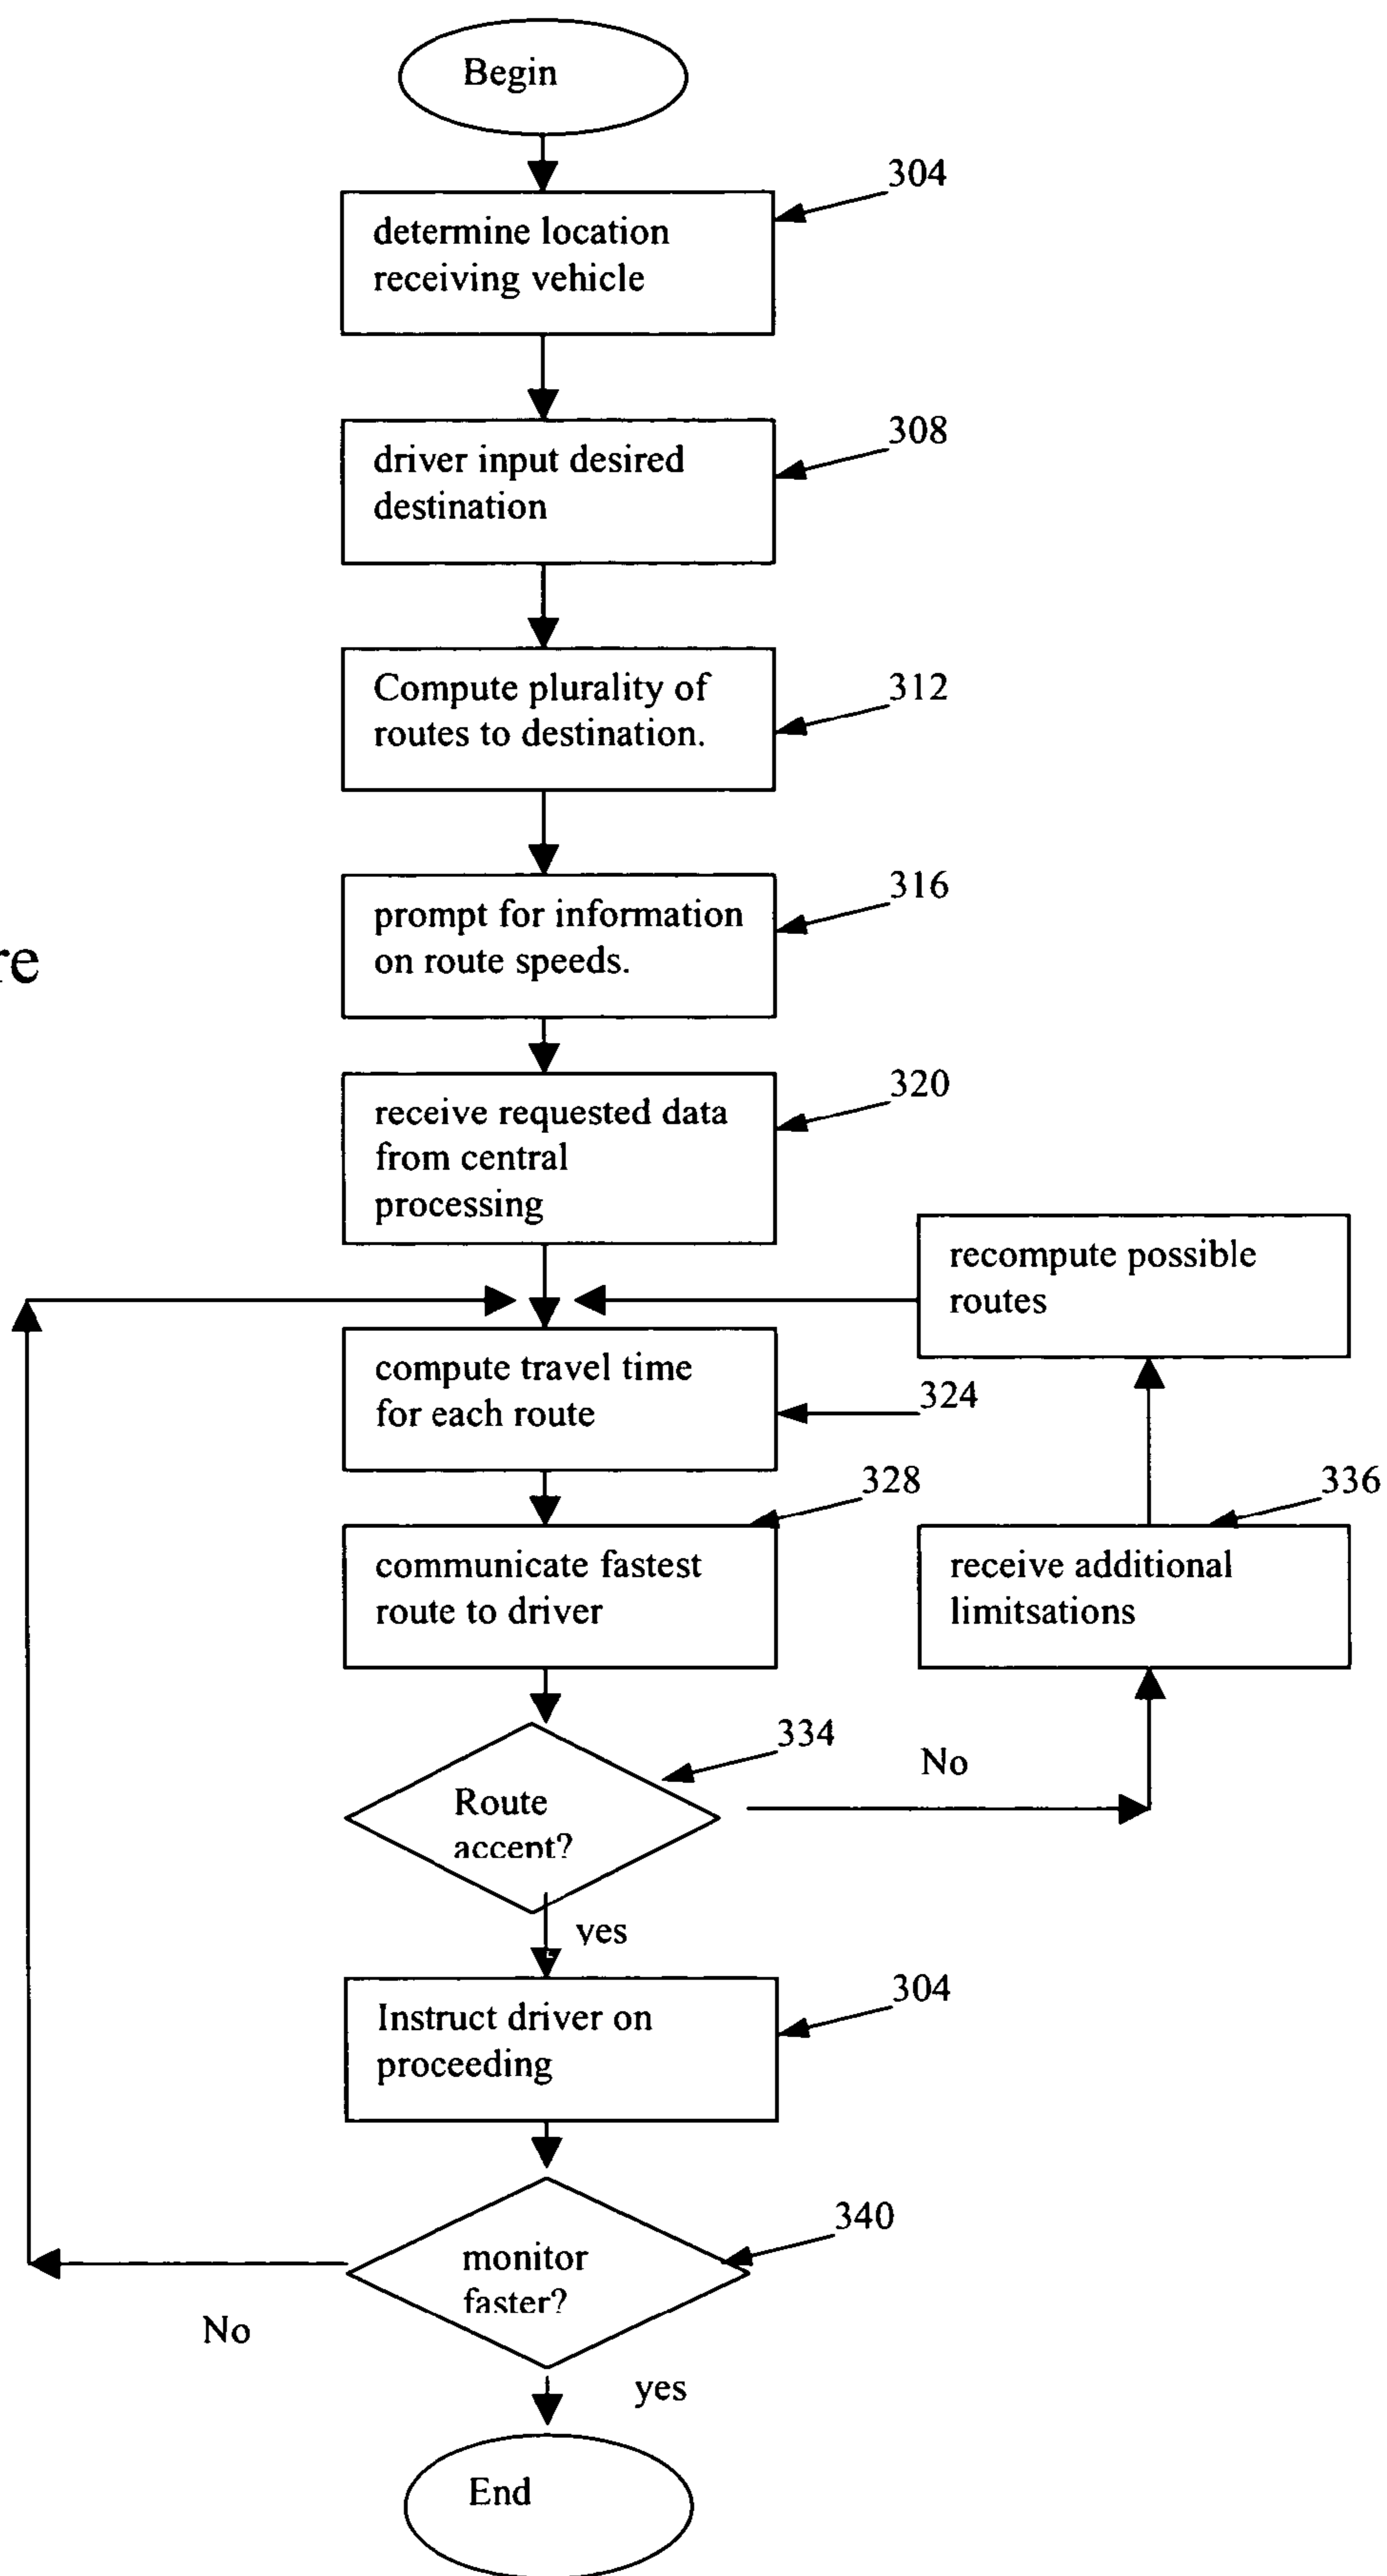 Begin
304
determine location
receiving vehicle
308
driver input desired
destination
312
Compute plurality of
routes to destination.
316
prompt for information
on route speeds.
re
320
receive requested data
from central
processing
recompute possible
routes
compute travel time
for each route
324
328
336
communicate fastest
route to driver
receive additional
limitsations
334
No
Route
accent?
yes
304
Instruct driver on
proceeding
340
monitor
faster?
No
yes
End